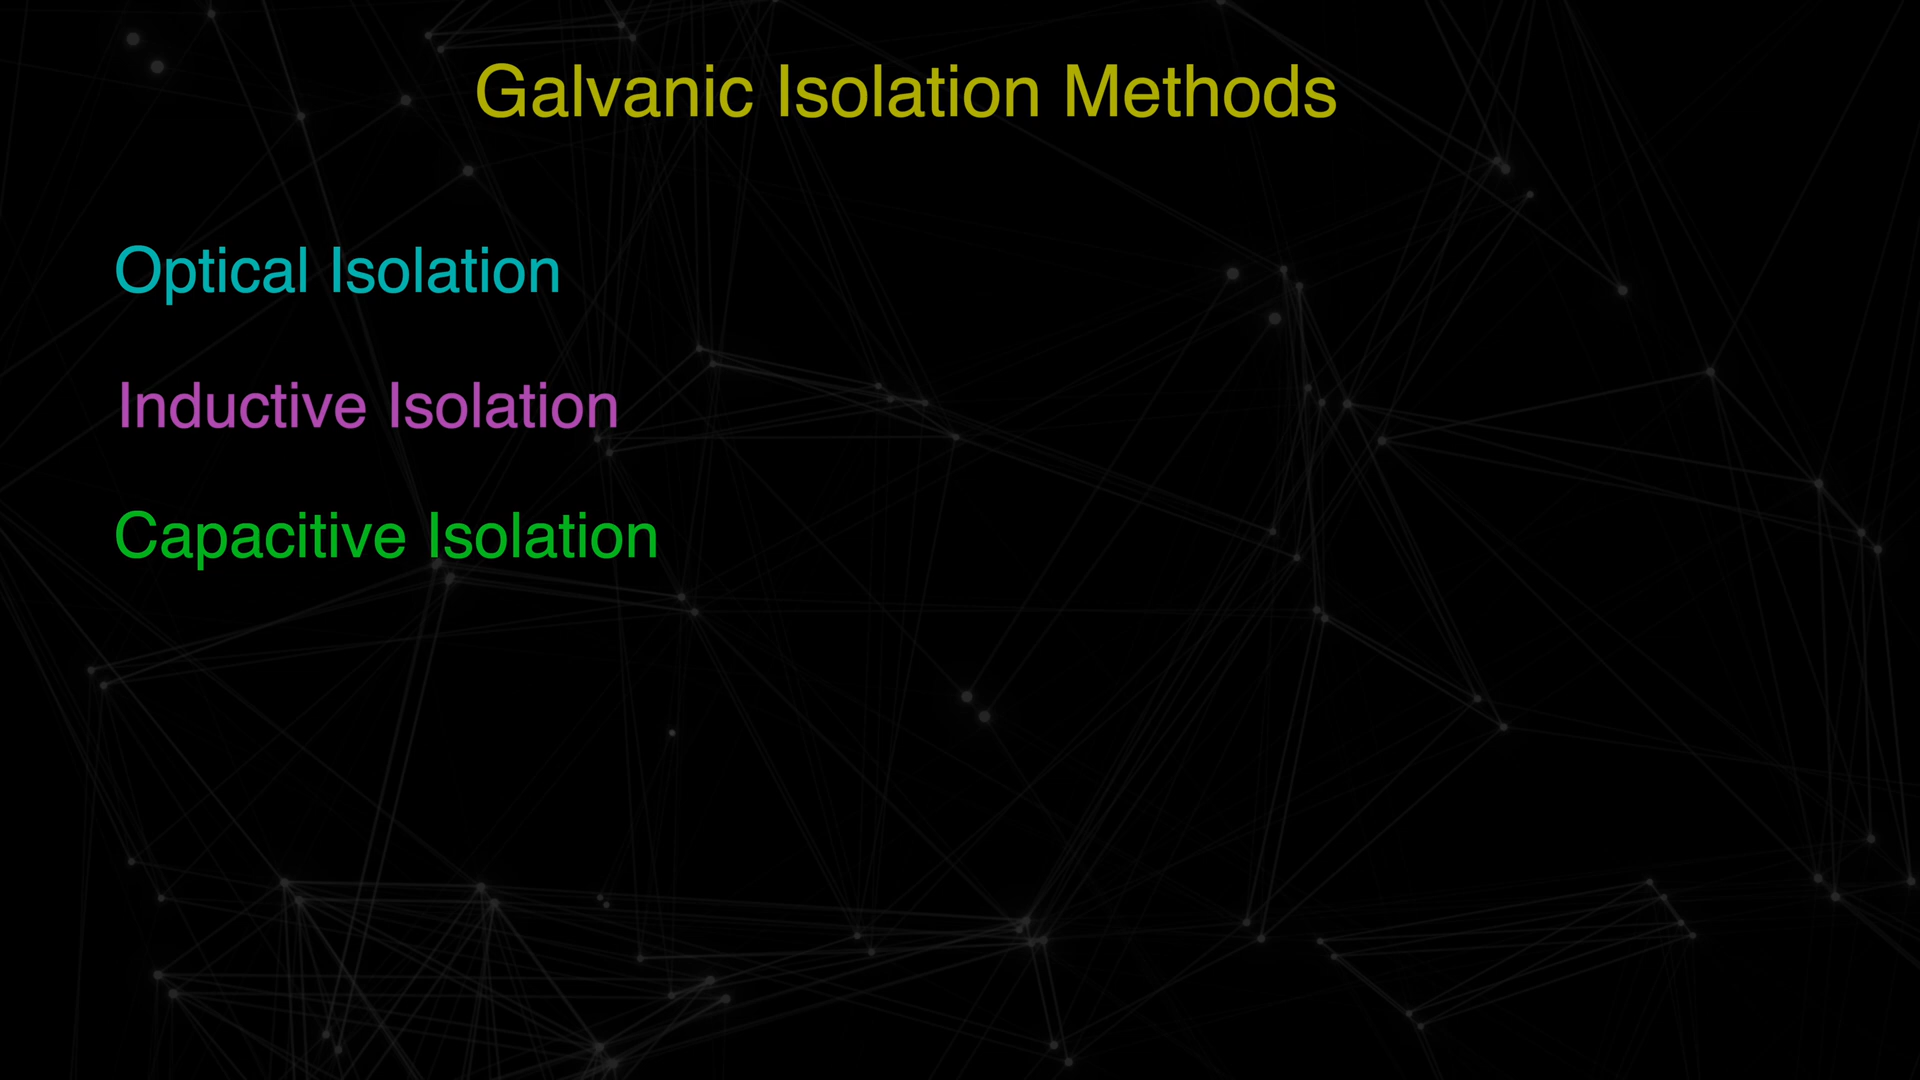 Galvanic Isolation Methods
Optical Isolation
Inductive Isolation
Capacitive Isolation